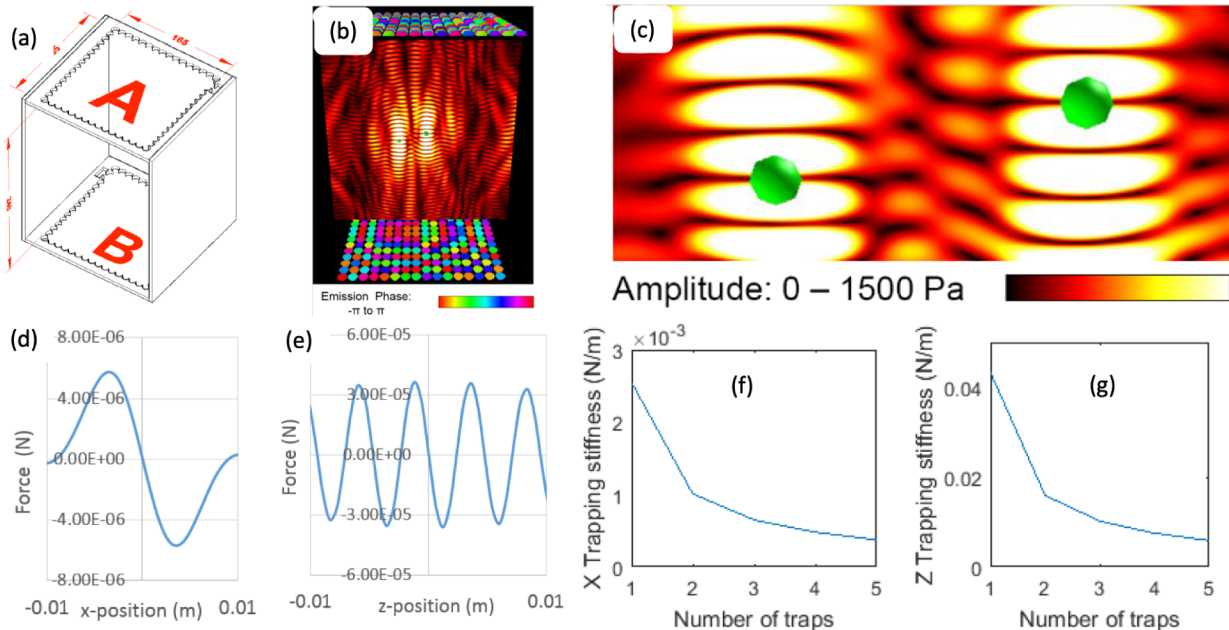 (a)
165
A
B
(b)
Emission Phase:
-π to π
(c)
Amplitude: 0 – 1500 Pa
(d)
8.00E-06
4.00E-06
0.00E+00
-4.00E-06
-8.00E-06
Force (N)
-0.01
x-position (m)
0.01
(e)
6.00E-05
3.00E-05
0.00E+00
-3.00E-05
-6.00E-05
Force (N)
-0.01
z-position (m)
0.01
(f)
× 10⁻³
3
2
1
0
X Trapping stiffness (N/m)
1 2 3 4 5
Number of traps
(g)
0.04
0.02
0
Z Trapping stiffness (N/m)
1 2 3 4 5
Number of traps